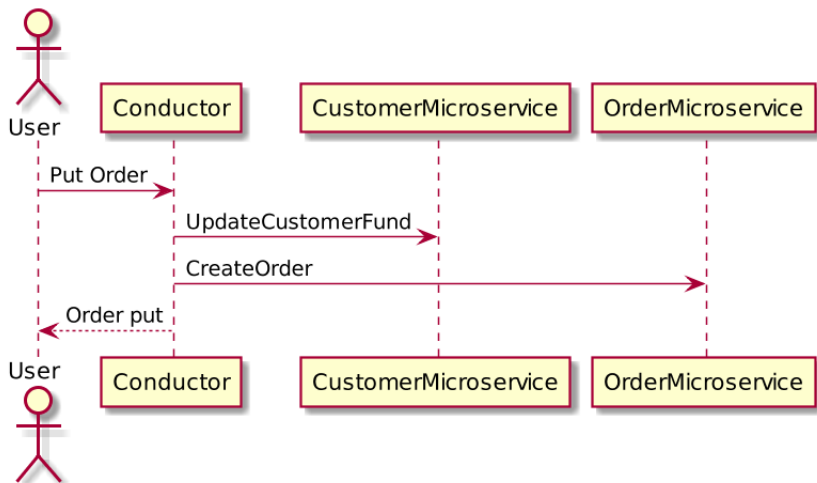 User
Conductor
CustomerMicroservice
OrderMicroservice
Put Order
UpdateCustomerFund
CreateOrder
Order put
User
Conductor
CustomerMicroservice
OrderMicroservice